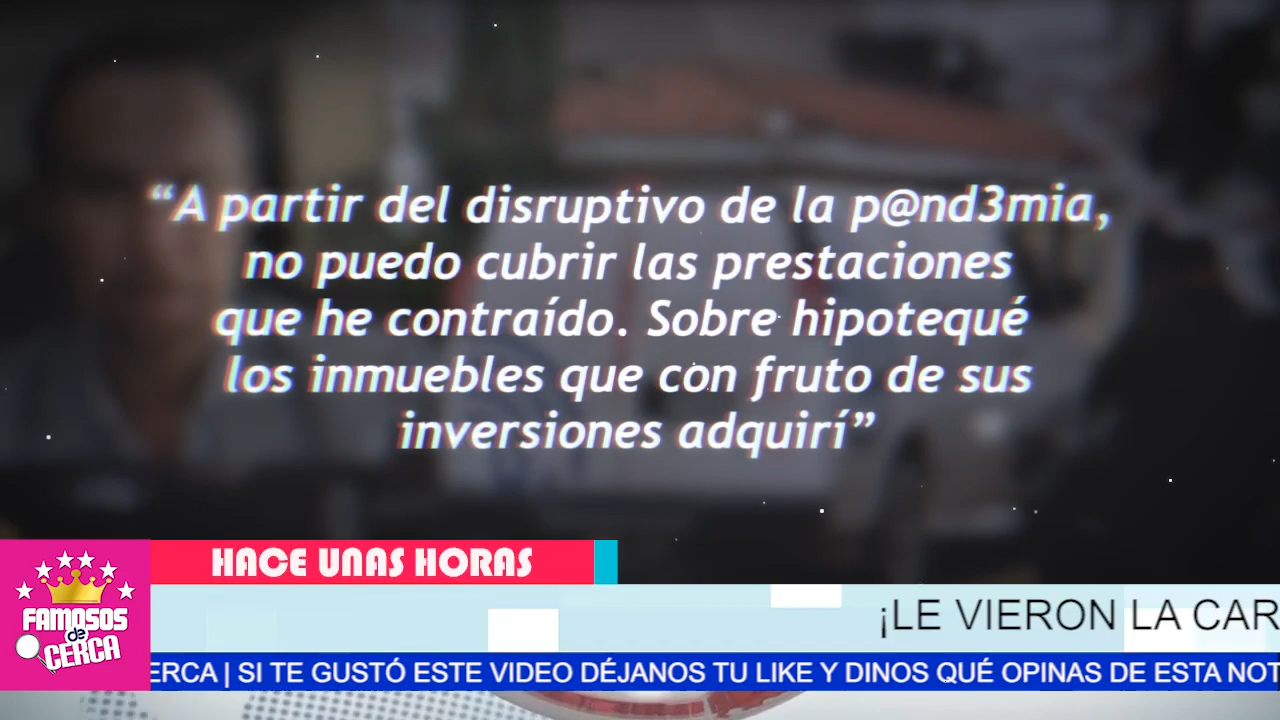 “A partir del disruptivo de la p@nd3mia,
no puedo cubrir las prestaciones
que he contraído. Sobre hipotequé
los inmuebles que con fruto de sus
inversiones adquirí”
HACE UNAS HORAS
FAMOSOS
de
CERCA
¡LE VIERON LA CAR
ERCA | SI TE GUSTÓ ESTE VIDEO DÉJANOS TU LIKE Y DINOS QUÉ OPINAS DE ESTA NOT